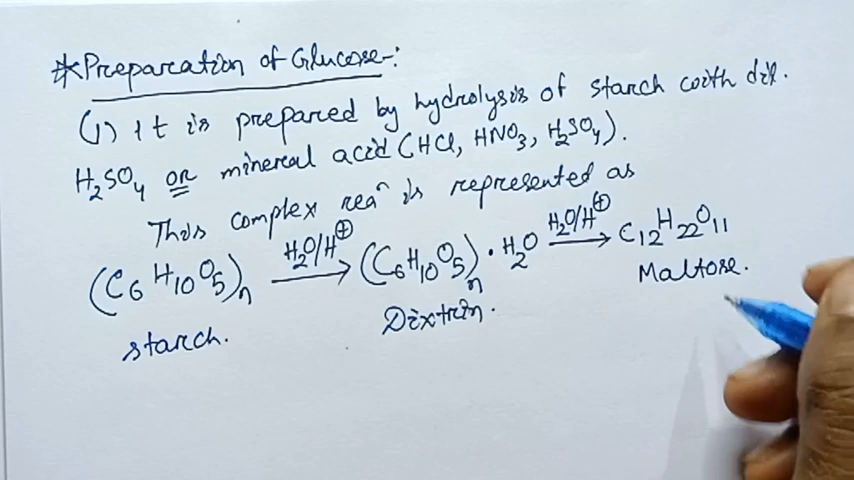 *Preparation of Glucose-:
(1) It is prepared by hydrolysis of starch with dil.
H₂SO₄ or mineral acid (HCl, HNO₃, H₂SO₄).
This complex reaⁿ is represented as
(C₆H₁₀O₅)ₙ H₂O/H⊕ → (C₆H₁₀O₅)ₙ·H₂O H₂O/H⊕ → C₁₂H₂₂O₁₁
starch. Dixtrin. Maltose.